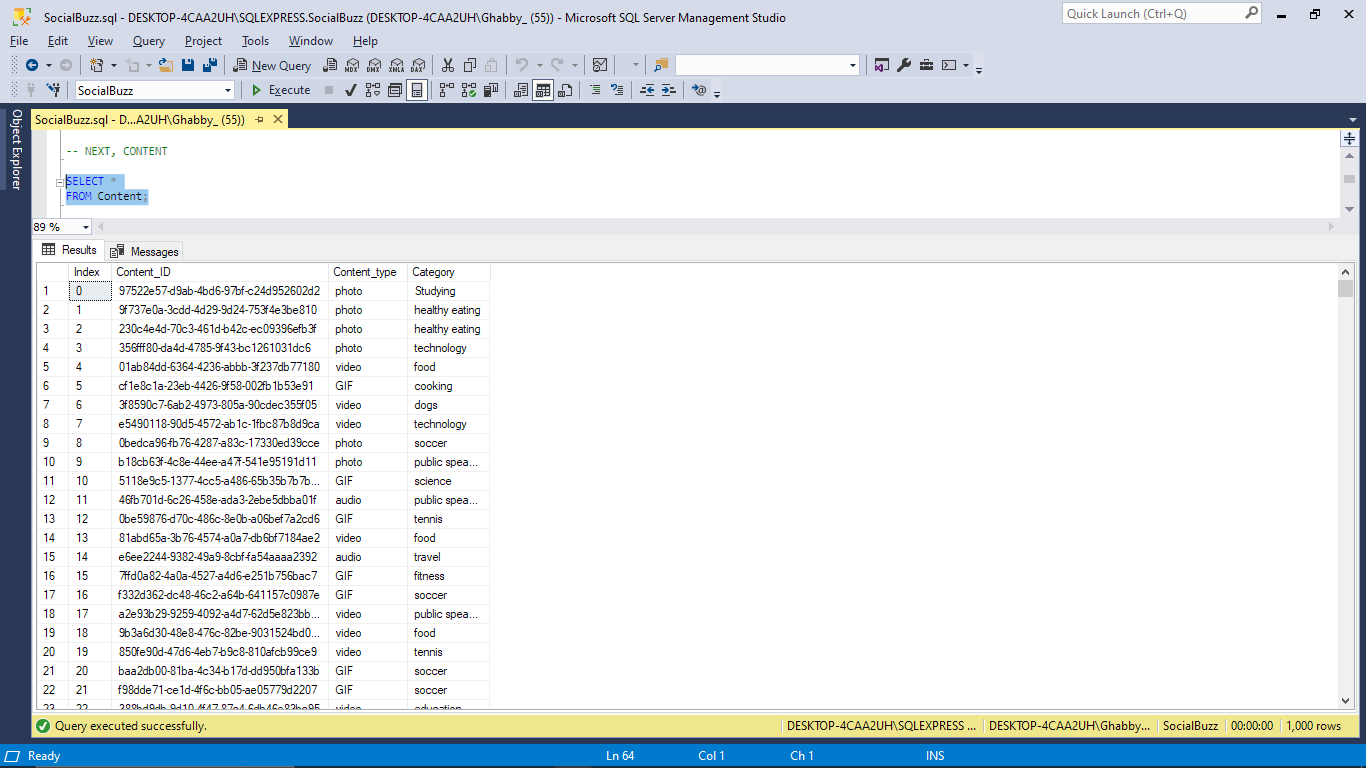 SocialBuzz.sql - DESKTOP-4CAA2UH\SQLEXPRESS.SocialBuzz (DESKTOP-4CAA2UH\Ghabby_ (55)) - Microsoft SQL Server Management Studio
Quick Launch (Ctrl+Q)
File Edit View Query Project Tools Window Help
New Query MDX DMX XMLA DAX
SocialBuzz Execute
Object Explorer
SocialBuzz.sql - D...A2UH\Ghabby_ (55))
-- NEXT, CONTENT
SELECT *
FROM Content;
89 %
Results Messages
Index Content_ID Content_type Category
1 0 97522e57-d9ab-4bd6-97bf-c24d952602d2 photo Studying
2 1 9f737e0a-3cdd-4d29-9d24-753f4e3be810 photo healthy eating
3 2 230c4e4d-70c3-461d-b42c-ec09396efb3f photo healthy eating
4 3 356fff80-da4d-4785-9f43-bc1261031dc6 photo technology
5 4 01ab84dd-6364-4236-abbb-3f237db77180 video food
6 5 cf1e8c1a-23eb-4426-9f58-002fb1b53e91 GIF cooking
7 6 3f8590c7-6ab2-4973-805a-90cdec355f05 video dogs
8 7 e5490118-90d5-4572-ab1c-1fbc87b8d9ca video technology
9 8 0bedca96-fb76-4287-a83c-17330ed39cce photo soccer
10 9 b18cb63f-4c8e-44ee-a47f-541e95191d11 photo public spea...
11 10 5118e9c5-1377-4cc5-a486-65b35b7b7b... GIF science
12 11 46fb701d-6c26-458e-ada3-2ebe5dbba01f audio public spea...
13 12 0be59876-d70c-486c-8e0b-a06bef7a2cd6 GIF tennis
14 13 81abd65a-3b76-4574-a0a7-db6bf7184ae2 video food
15 14 e6ee2244-9382-49a9-8cbf-fa54aaaa2392 audio travel
16 15 7ffd0a82-4a0a-4527-a4d6-e251b756bac7 GIF fitness
17 16 f332d362-dc48-46c2-a64b-641157c0987e GIF soccer
18 17 a2e93b29-9259-4092-a4d7-62d5e823bb... video public spea...
19 18 9b3a6d30-48e8-476c-82be-9031524bd0... video food
20 19 850fe90d-47d6-4eb7-b9c8-810afcb99ce9 video tennis
21 20 baa2db00-81ba-4c34-b17d-dd950bfa133b GIF soccer
22 21 f98dde71-ce1d-4f6c-bb05-ae05779d2207 GIF soccer
23 22 video education
Query executed successfully. DESKTOP-4CAA2UH\SQLEXPRESS ... DESKTOP-4CAA2UH\Ghabby... SocialBuzz 00:00:00 1,000 rows
Ready Ln 64 Col 1 Ch 1 INS